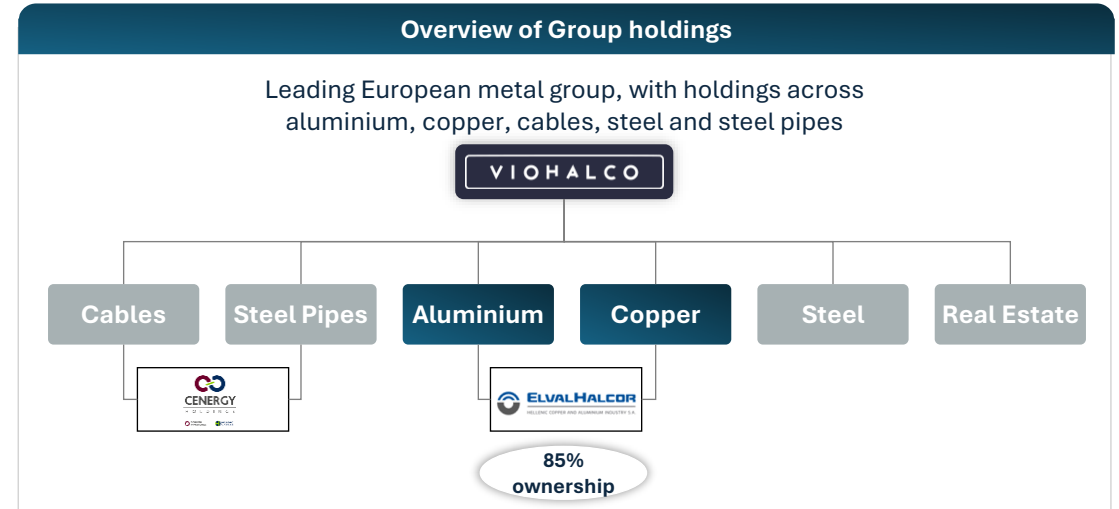 Overview of Group holdings
Leading European metal group, with holdings across
aluminium, copper, cables, steel and steel pipes
VIOHALCO
Cables
Steel Pipes
Aluminium
Copper
Steel
Real Estate
CENERGY
HOLDINGS
ELVALHALCOR
HELLENIC COPPER AND ALUMINIUM INDUSTRY S.A.
85%
ownership